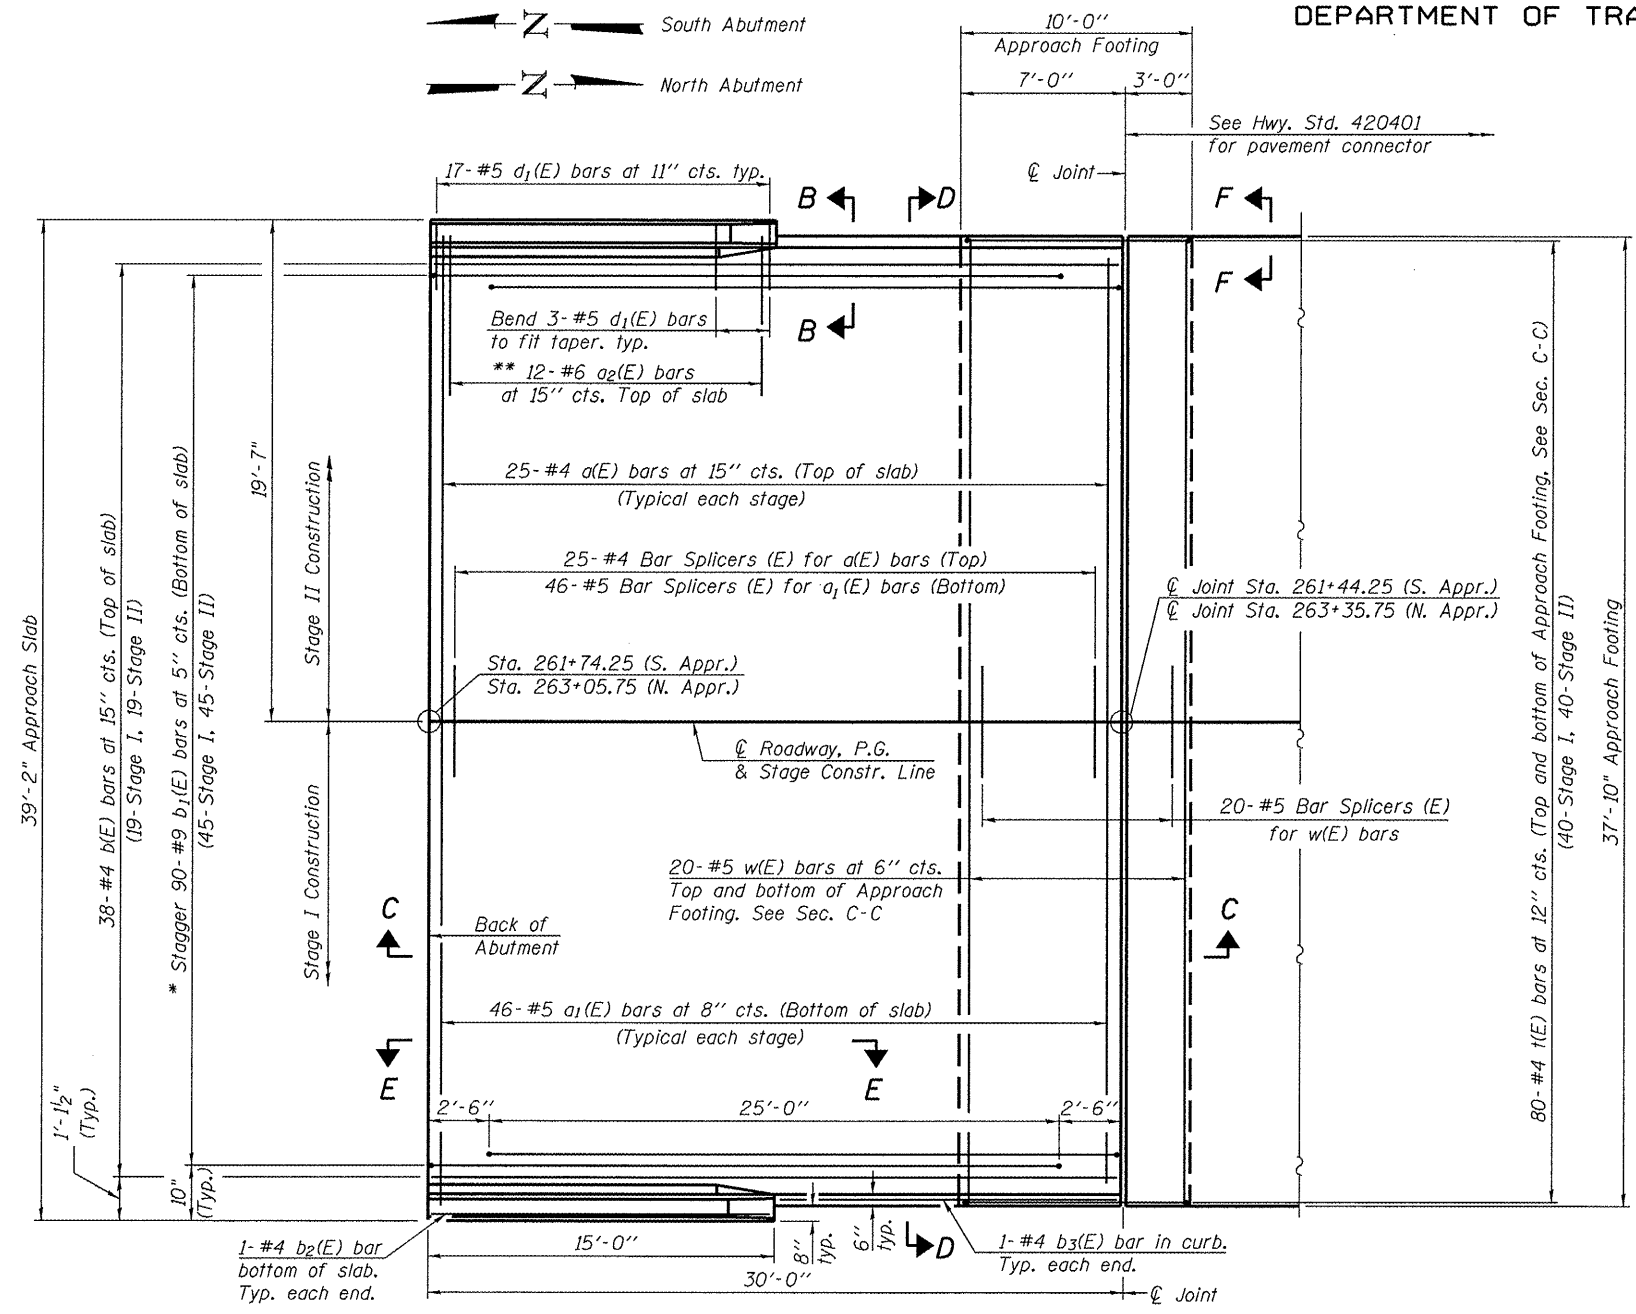 DEPARTMENT OF TRA
N South Abutment
N North Abutment
10'-0"
Approach Footing
7'-0"
3'-0"
See Hwy. Std. 420401
for pavement connector
℄ Joint
17-#5 d1(E) bars at 11" cts. typ.
B
D
F
F
B
Bend 3-#5 d1(E) bars
to fit taper. typ.
** 12-#6 a2(E) bars
at 15" cts. Top of slab
25-#4 a(E) bars at 15" cts. (Top of slab)
(Typical each stage)
25-#4 Bar Splicers (E) for a(E) bars (Top)
46-#5 Bar Splicers (E) for a1(E) bars (Bottom)
℄ Joint Sta. 261+44.25 (S. Appr.)
℄ Joint Sta. 263+35.75 (N. Appr.)
Sta. 261+74.25 (S. Appr.)
Sta. 263+05.75 (N. Appr.)
℄ Roadway, P.G.
& Stage Constr. Line
20-#5 Bar Splicers (E)
for w(E) bars
20-#5 w(E) bars at 6" cts.
Top and bottom of Approach
Footing. See Sec. C-C
C
C
Back of
Abutment
46-#5 a1(E) bars at 8" cts. (Bottom of slab)
(Typical each stage)
E
E
2'-6"
25'-0"
2'-6"
39'-2" Approach Slab
38-#4 b(E) bars at 15" cts. (Top of slab)
(19-Stage I, 19-Stage II)
* Stagger 90-#9 b1(E) bars at 5" cts. (Bottom of slab)
(45-Stage I, 45-Stage II)
19'-7"
Stage II Construction
Stage I Construction
80-#4 t(E) bars at 12" cts. (Top and bottom of Approach Footing, See Sec. C-C)
(40-Stage I, 40-Stage II)
37'-10" Approach Footing
1'-1½"
(Typ.)
10"
(Typ.)
1-#4 b2(E) bar
bottom of slab.
Typ. each end.
15'-0"
8"
typ.
6"
typ.
D
1-#4 b3(E) bar in curb.
Typ. each end.
30'-0"
℄ Joint